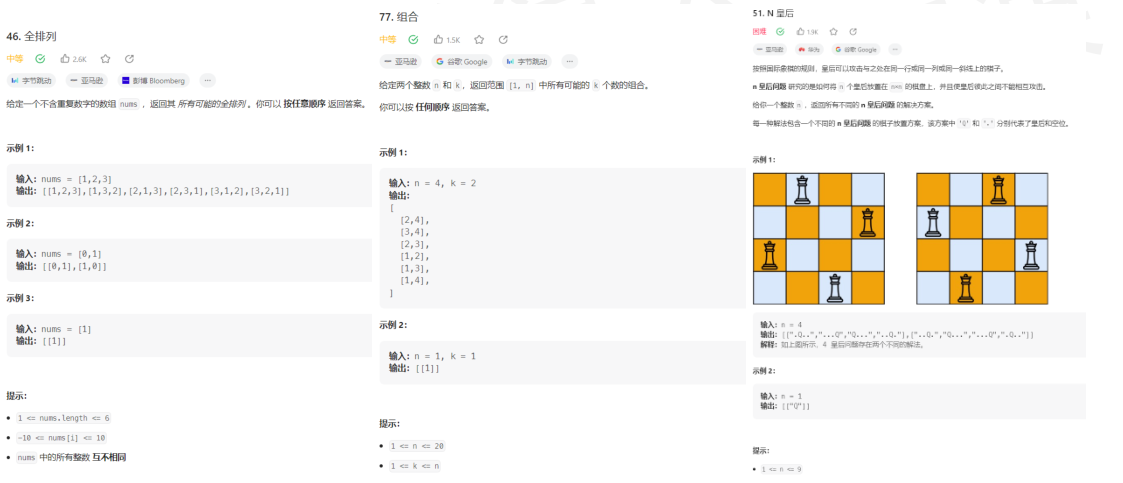 46. 全排列
中等 2.6K
字节跳动 亚马逊 彭博 Bloomberg ···
给定一个不含重复数字的数组 nums ，返回其 所有可能的全排列 。你可以 按任意顺序 返回答案。
示例 1：
输入：nums = [1,2,3]
输出：[[1,2,3],[1,3,2],[2,1,3],[2,3,1],[3,1,2],[3,2,1]]
示例 2：
输入：nums = [0,1]
输出：[[0,1],[1,0]]
示例 3：
输入：nums = [1]
输出：[[1]]
提示：
1 <= nums.length <= 6
-10 <= nums[i] <= 10
nums 中的所有整数 互不相同
77. 组合
中等 1.5K
亚马逊 谷歌 Google 字节跳动 ···
给定两个整数 n 和 k，返回范围 [1, n] 中所有可能的 k 个数的组合。
你可以按 任何顺序 返回答案。
示例 1：
输入：n = 4, k = 2
输出：
[
[2,4],
[3,4],
[2,3],
[1,2],
[1,3],
[1,4],
]
示例 2：
输入：n = 1, k = 1
输出：[[1]]
提示：
1 <= n <= 20
1 <= k <= n
51. N 皇后
困难 1.9K
亚马逊 华为 谷歌 Google ···
按照国际象棋的规则，皇后可以攻击与之处在同一行或同一列或同一斜线上的棋子。
n 皇后问题 研究的是如何将 n 个皇后放置在 n×n 的棋盘上，并且使皇后彼此之间不能相互攻击。
给你一个整数 n ，返回所有不同的 n 皇后问题 的解决方案。
每一种解法包含一个不同的 n 皇后问题 的棋子放置方案，该方案中 'Q' 和 '.' 分别代表了皇后和空位。
示例 1：
输入：n = 4
输出：[[".Q..","...Q","Q...","..Q."],["..Q.","Q...","...Q",".Q.."]]
解释：如上图所示，4 皇后问题存在两个不同的解法。
示例 2：
输入：n = 1
输出：[["Q"]]
提示：
1 <= n <= 9